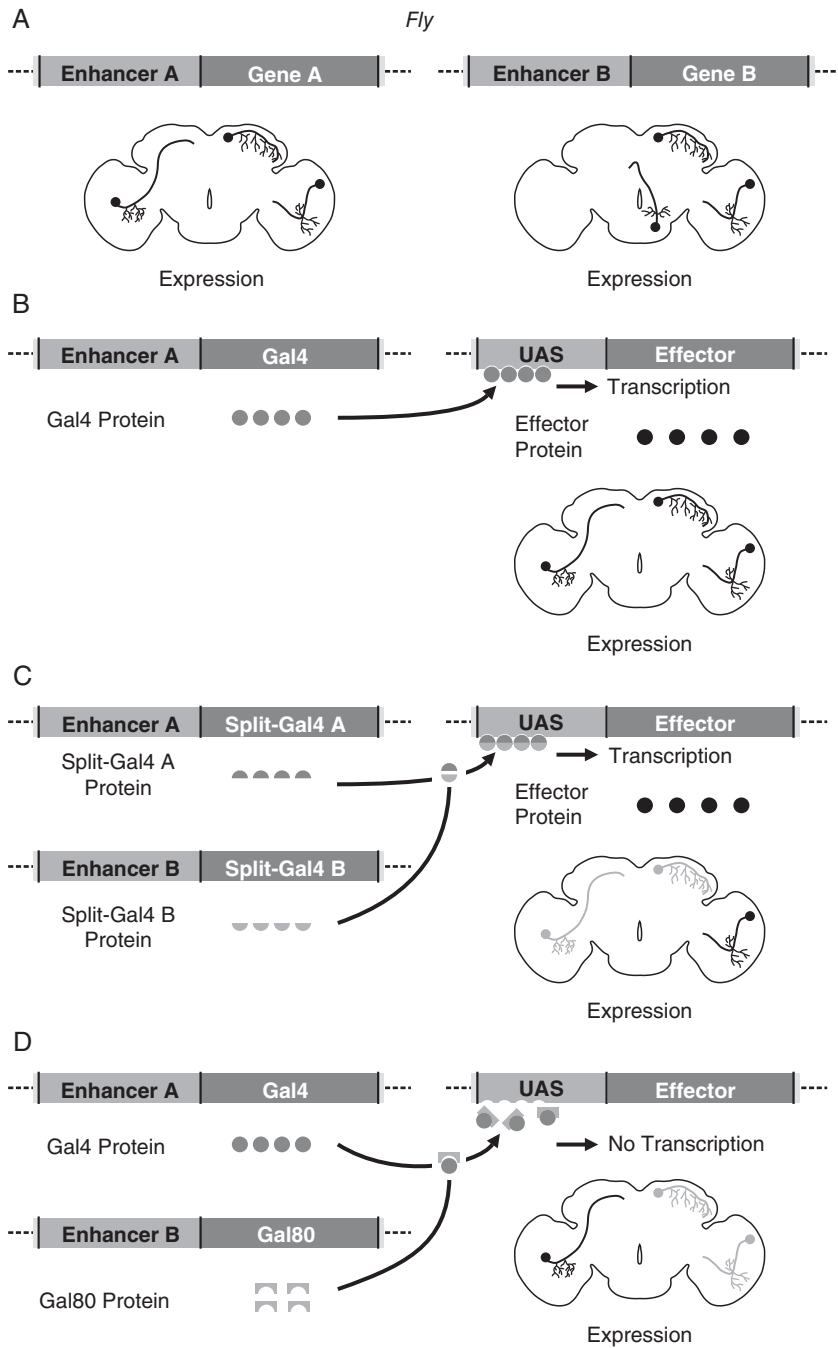 A
Fly
Enhancer A Gene A Enhancer B Gene B
Expression Expression
B
Enhancer A Gal4 UAS Effector
Gal4 Protein
Transcription
Effector
Protein
Expression
C
Enhancer A Split-Gal4 A UAS Effector
Split-Gal4 A
Protein
Transcription
Effector
Protein
Enhancer B Split-Gal4 B
Split-Gal4 B
Protein
Expression
D
Enhancer A Gal4 UAS Effector
Gal4 Protein
No Transcription
Enhancer B Gal80
Gal80 Protein
Expression